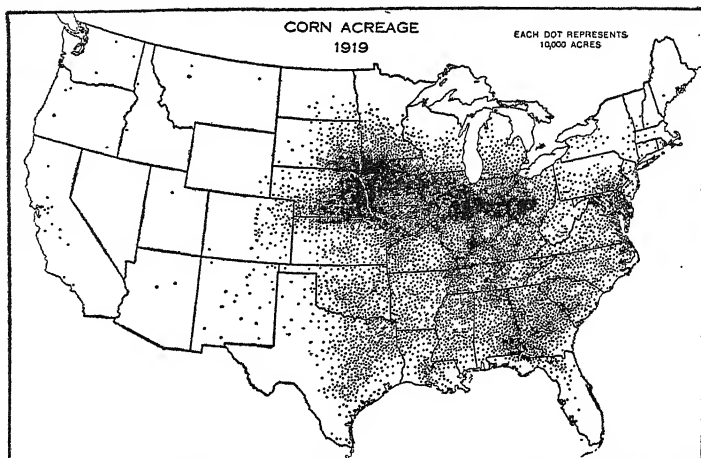 CORN ACREAGE
1919
EACH DOT REPRESENTS
10,000 ACRES